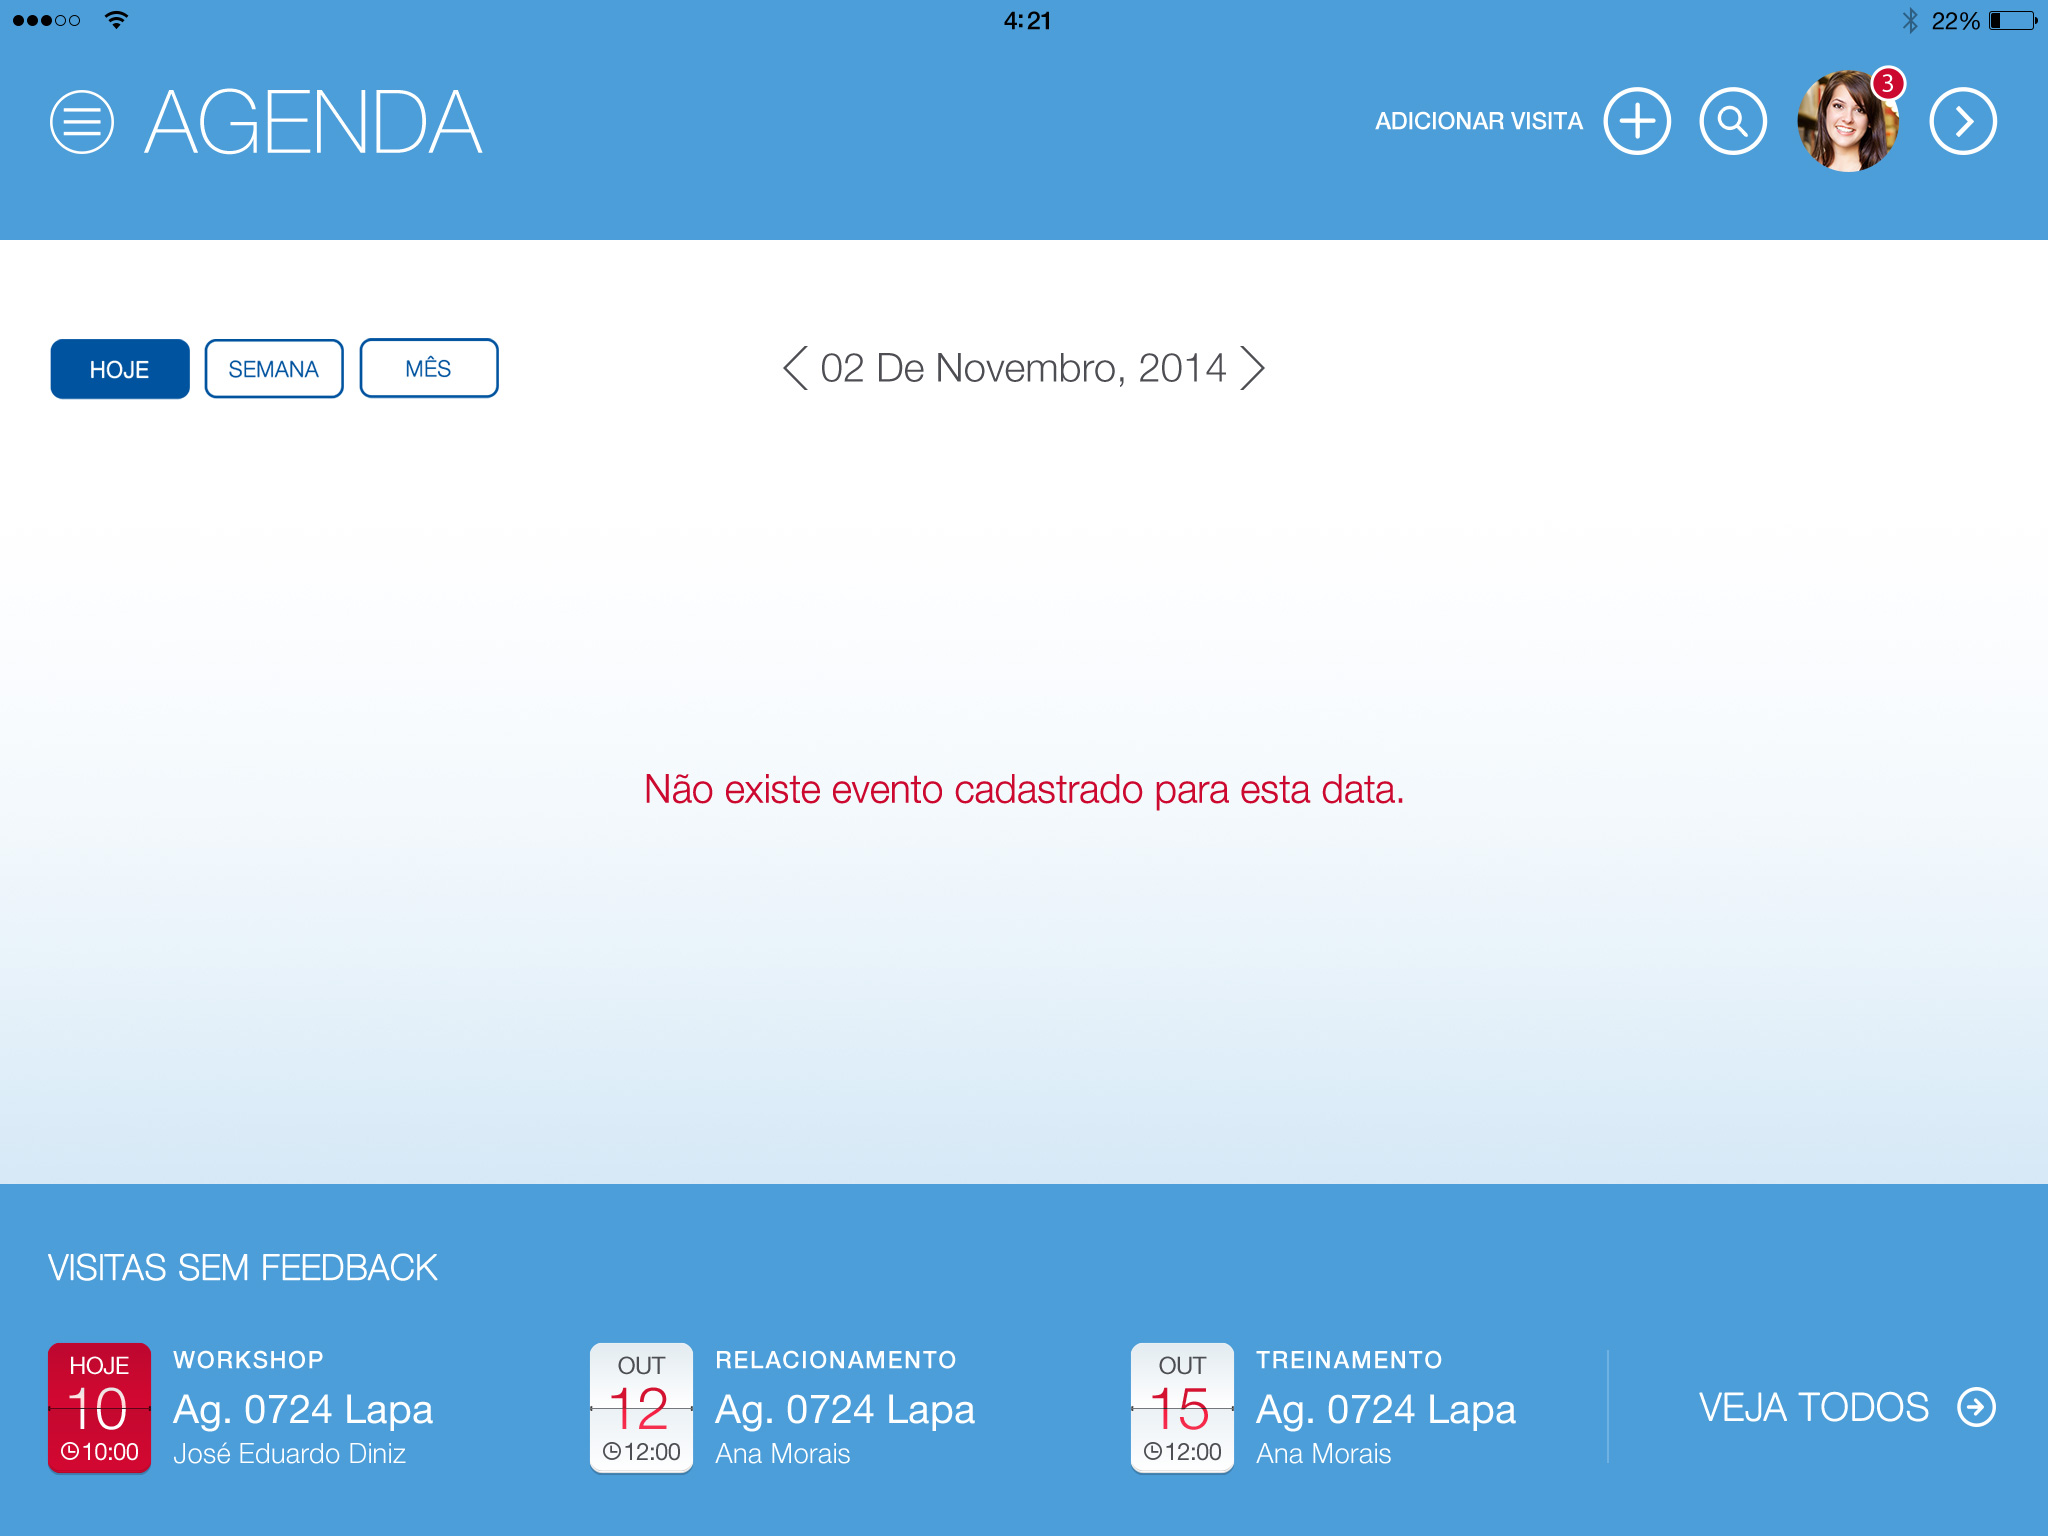 4:21
22%
AGENDA
ADICIONAR VISITA
3
HOJE
SEMANA
MÊS
02 De Novembro, 2014
Não existe evento cadastrado para esta data.
VISITAS SEM FEEDBACK
HOJE
10
10:00
WORKSHOP
Ag. 0724 Lapa
José Eduardo Diniz
OUT
12
12:00
RELACIONAMENTO
Ag. 0724 Lapa
Ana Morais
OUT
15
12:00
TREINAMENTO
Ag. 0724 Lapa
Ana Morais
VEJA TODOS